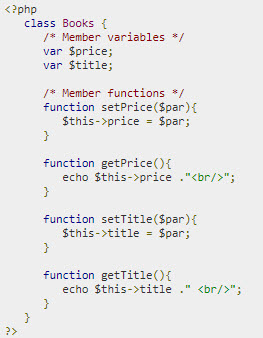 <?php
   class Books {
      /* Member variables */
      var $price;
      var $title;
      
      /* Member functions */
      function setPrice($par){
         $this->price = $par;
      }
      
      function getPrice(){
         echo $this->price ."<br/>";
      }
      
      function setTitle($par){
         $this->title = $par;
      }
      
      function getTitle(){
         echo $this->title ." <br/>";
      }
   }
?>